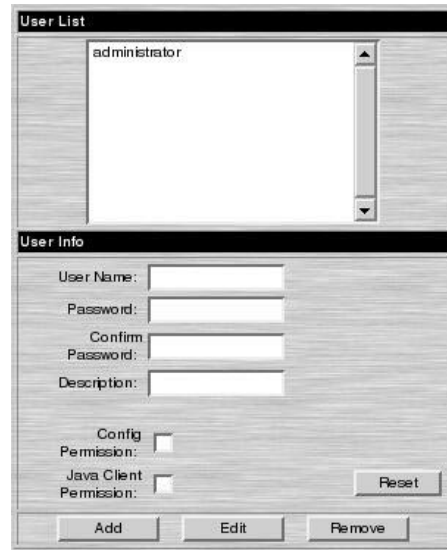 User List
administrator
User Info
User Name:
Password:
Confirm
Password:
Description:
Config
Permission:
Java Client
Permission:
Reset
Add Edit Remove